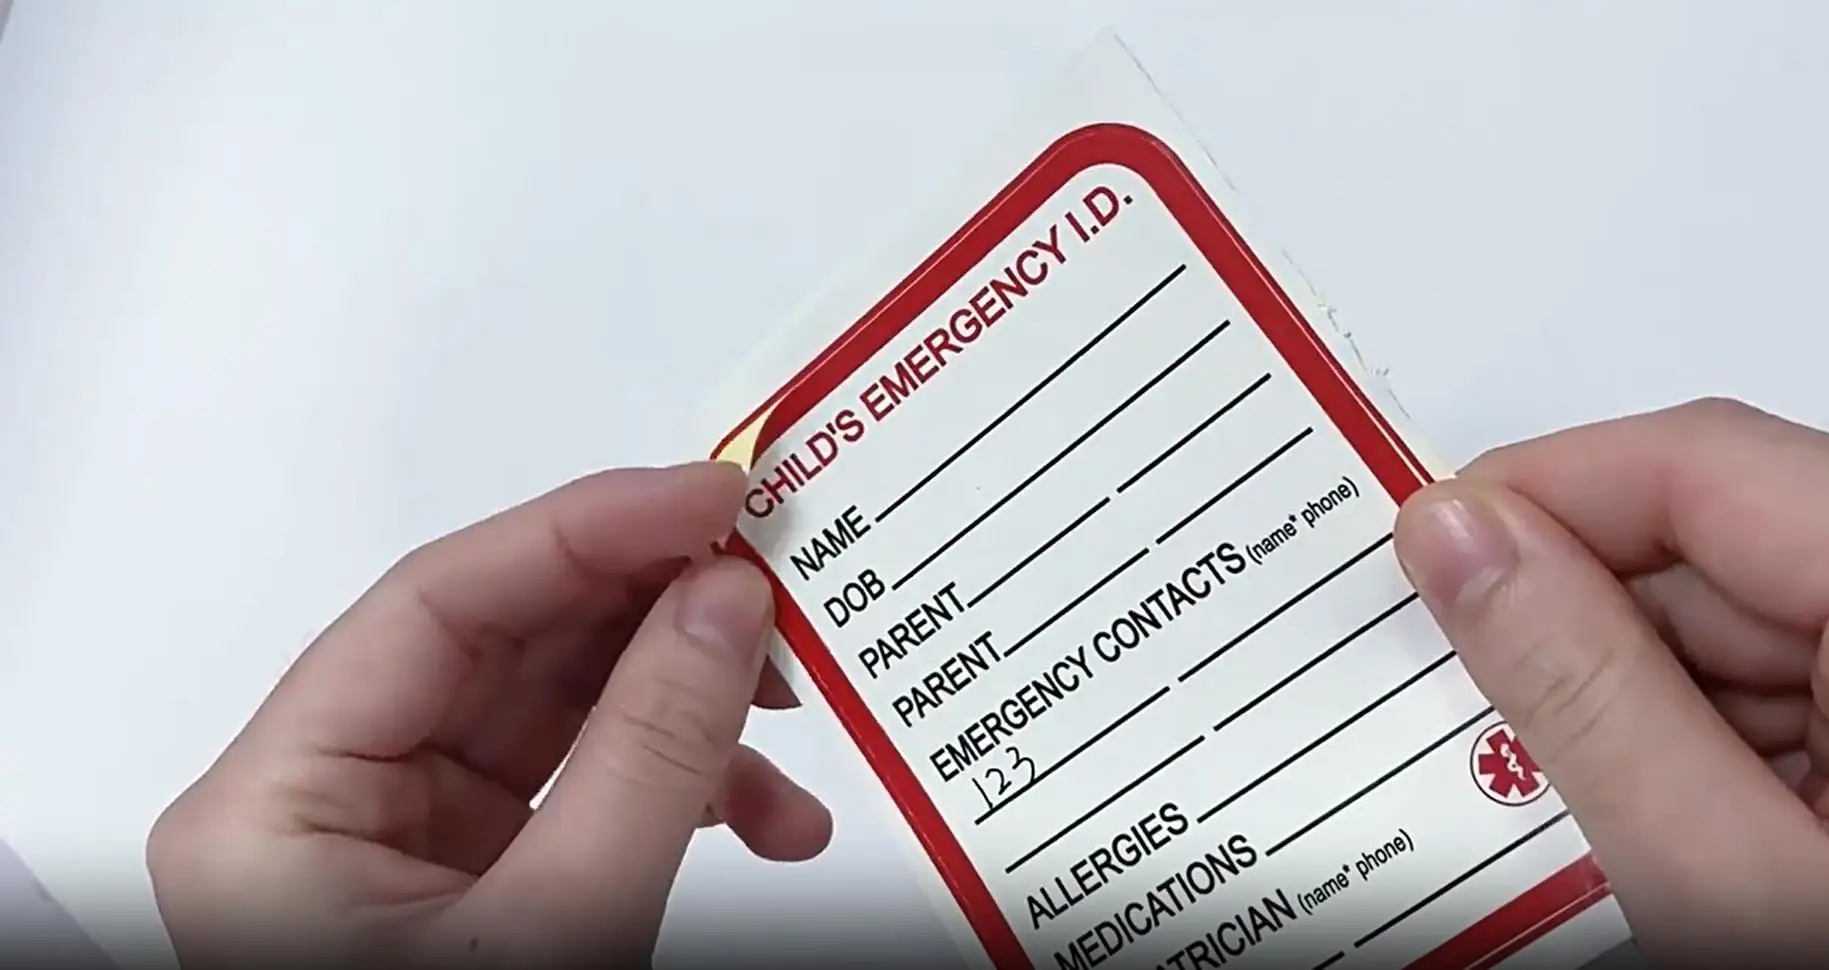 CHILD'S EMERGENCY I.D.
NAME
DOB
PARENT
PARENT
EMERGENCY CONTACTS (name* phone)
123
ALLERGIES
MEDICATIONS
(name* phone)